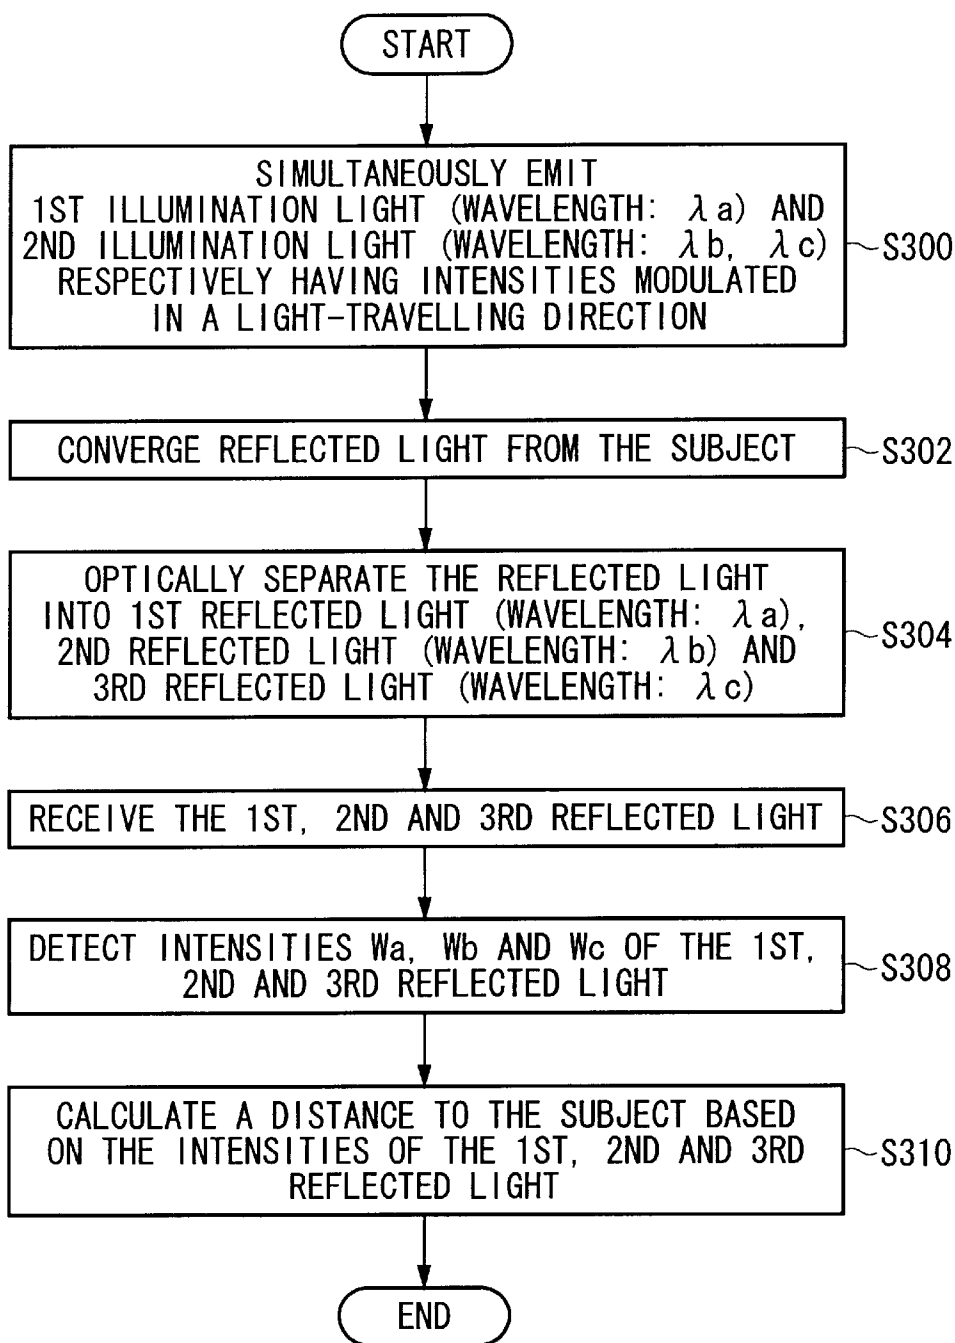 START
SIMULTANEOUSLY EMIT
1ST ILLUMINATION LIGHT (WAVELENGTH: λa) AND
2ND ILLUMINATION LIGHT (WAVELENGTH: λb, λc)
RESPECTIVELY HAVING INTENSITIES MODULATED
IN A LIGHT-TRAVELLING DIRECTION
S300
CONVERGE REFLECTED LIGHT FROM THE SUBJECT
S302
OPTICALLY SEPARATE THE REFLECTED LIGHT
INTO 1ST REFLECTED LIGHT (WAVELENGTH: λa),
2ND REFLECTED LIGHT (WAVELENGTH: λb) AND
3RD REFLECTED LIGHT (WAVELENGTH: λc)
S304
RECEIVE THE 1ST, 2ND AND 3RD REFLECTED LIGHT
S306
DETECT INTENSITIES Wa, Wb AND Wc OF THE 1ST,
2ND AND 3RD REFLECTED LIGHT
S308
CALCULATE A DISTANCE TO THE SUBJECT BASED
ON THE INTENSITIES OF THE 1ST, 2ND AND 3RD
REFLECTED LIGHT
S310
END